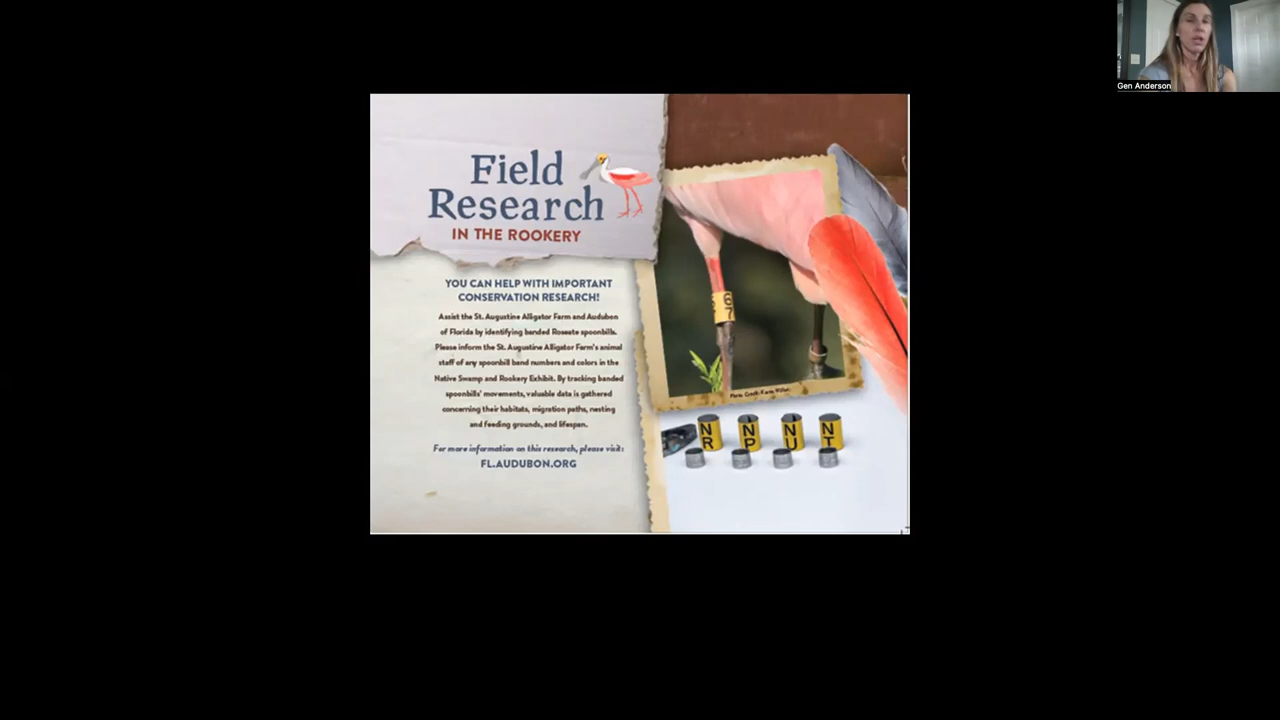 Gen Anderson
Field
Research
IN THE ROOKERY
YOU CAN HELP WITH IMPORTANT
CONSERVATION RESEARCH!
Assist the St. Augustine Alligator Farm and Audubon
of Florida by identifying banded Roseate spoonbills.
Please inform the St. Augustine Alligator Farm's animal
staff of any spoonbill band numbers and colors in the
Native Swamp and Rookery Exhibit. By tracking banded
spoonbills' movements, valuable data is gathered
concerning their habitats, migration paths, nesting
and feeding grounds, and lifespan.
For more information on this research, please visit:
FL.AUDUBON.ORG
67
Photo Credit:
NR NP NU NT